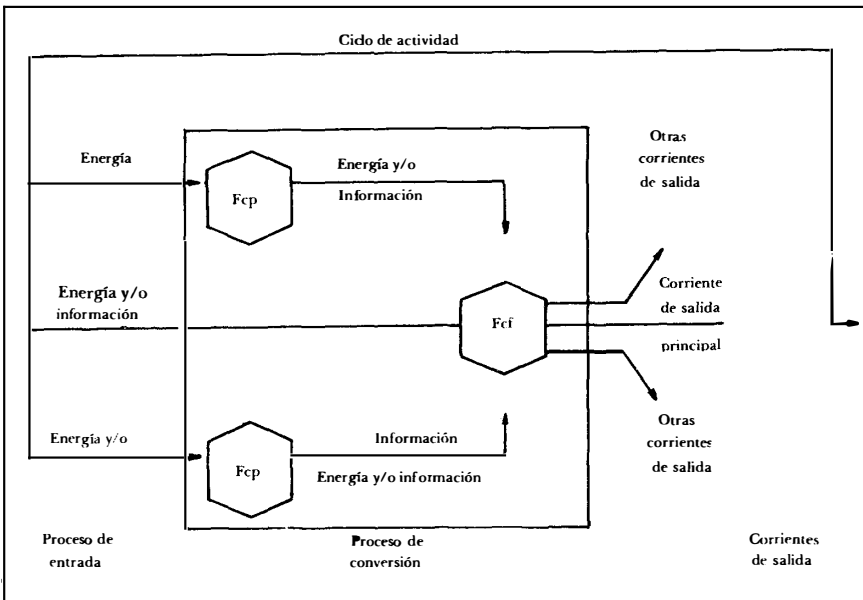 Ciclo de actividad
Otras
corrientes
de salida
Energía
Energía y/o
Información
Fcp
Energía y/o
información
Fcf
Corriente
de salida
principal
Energía y/o
Fcp
Información
Energía y/o información
Otras
corrientes
de salida
Proceso de
entrada
Proceso de
conversión
Corrientes
de salida